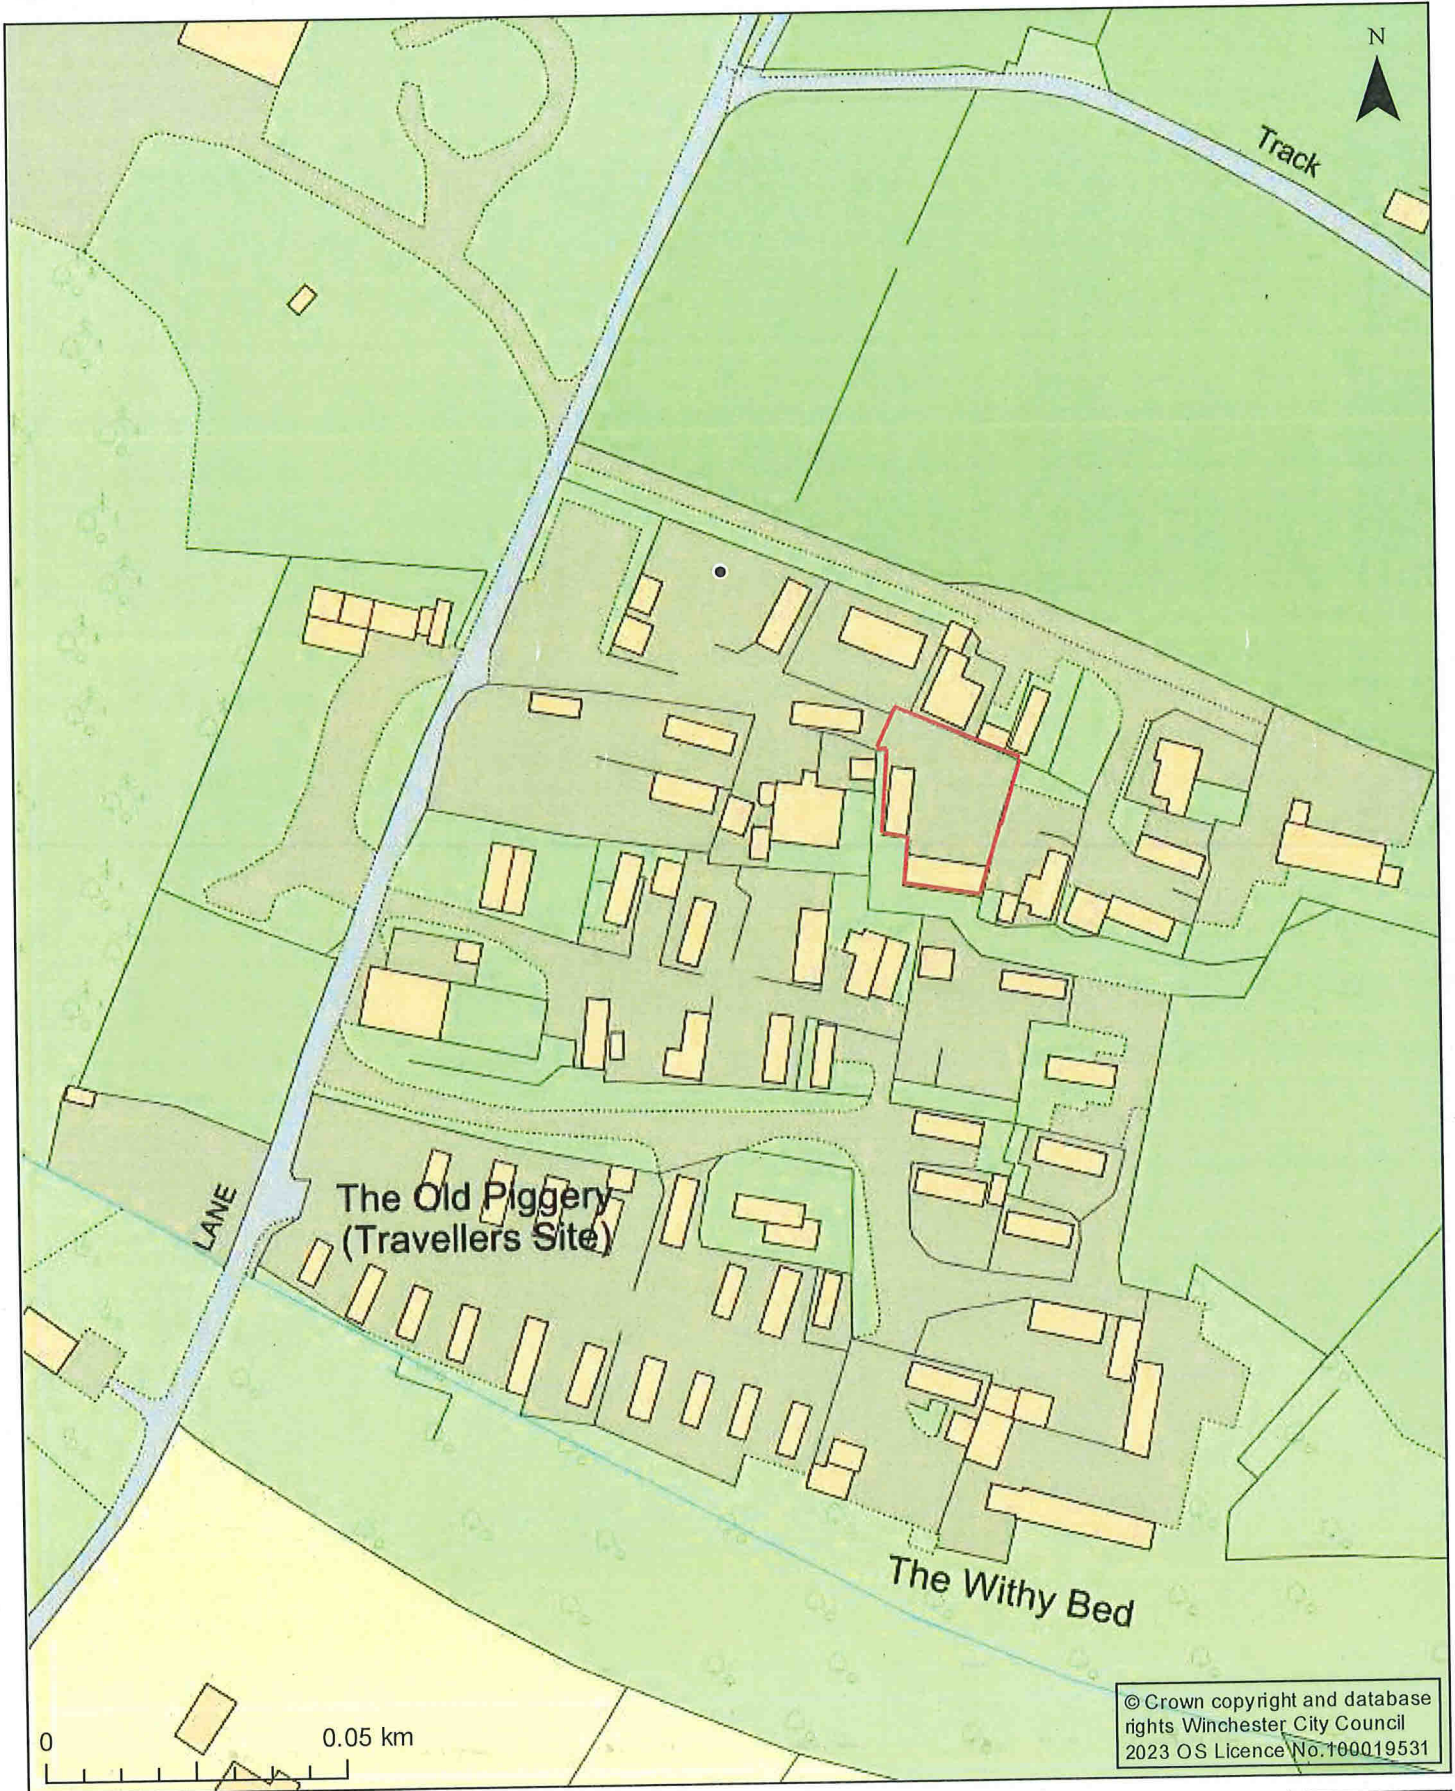 N
Track
The Old Piggery
(Travellers Site)
LANE
The Withy Bed
0
0.05 km
© Crown copyright and database
rights Winchester City Council
2023 OS Licence No.100019531